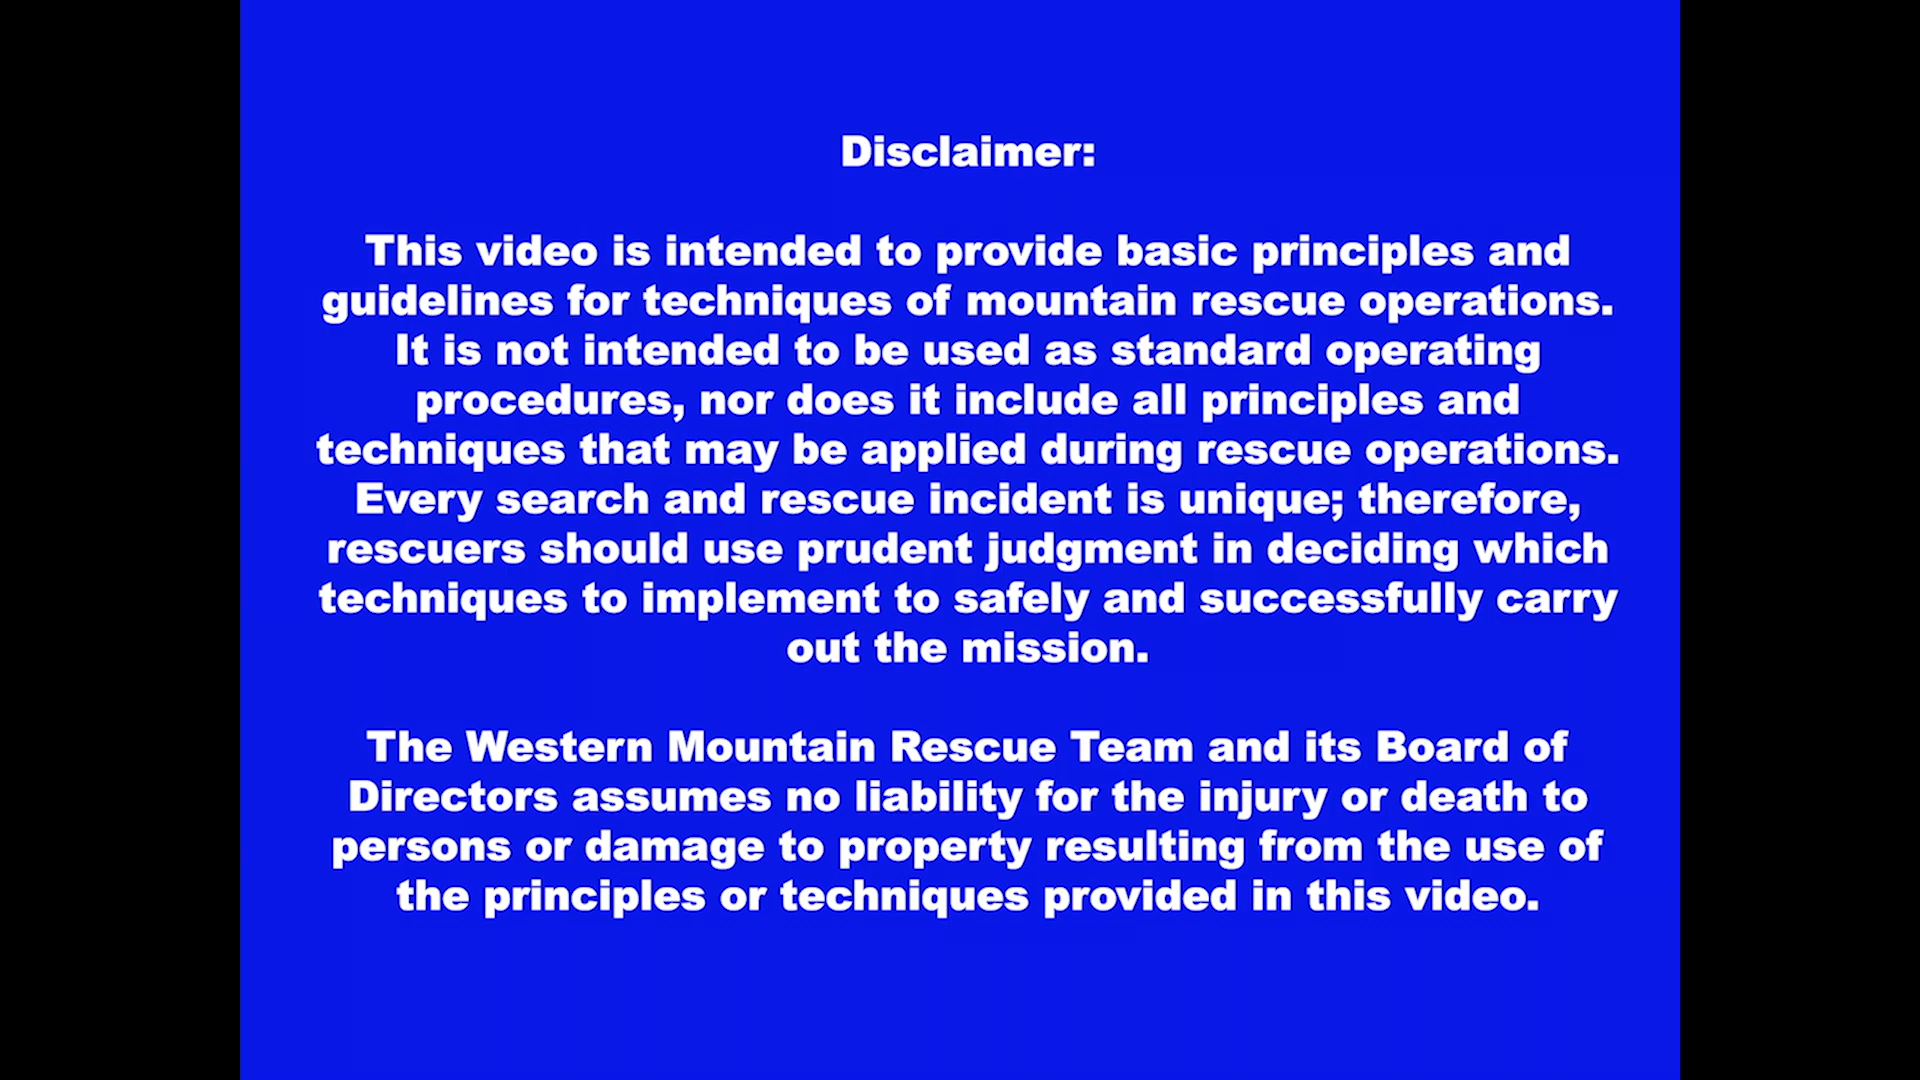 Disclaimer:
This video is intended to provide basic principles and
guidelines for techniques of mountain rescue operations.
It is not intended to be used as standard operating
procedures, nor does it include all principles and
techniques that may be applied during rescue operations.
Every search and rescue incident is unique; therefore,
rescuers should use prudent judgment in deciding which
techniques to implement to safely and successfully carry
out the mission.
The Western Mountain Rescue Team and its Board of
Directors assumes no liability for the injury or death to
persons or damage to property resulting from the use of
the principles or techniques provided in this video.